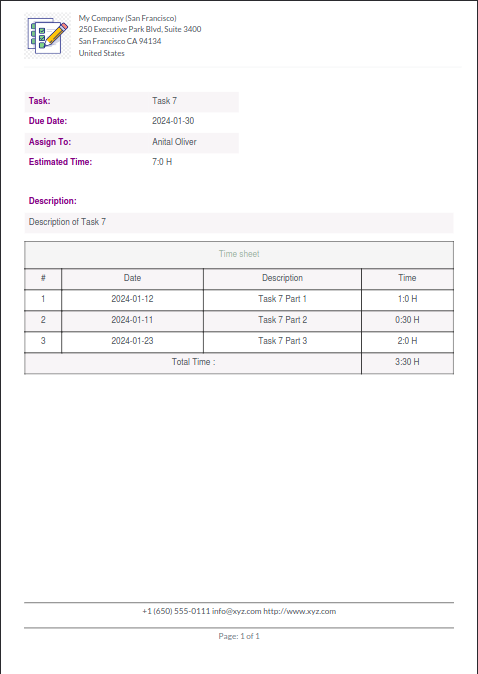 My Company (San Francisco)
250 Executive Park Blvd, Suite 3400
San Francisco CA 94134
United States
Task: Task 7
Due Date: 2024-01-30
Assign To: Anital Oliver
Estimated Time: 7:0 H
Description:
Description of Task 7
Time sheet
# Date Description Time
1 2024-01-12 Task 7 Part 1 1:0 H
2 2024-01-11 Task 7 Part 2 0:30 H
3 2024-01-23 Task 7 Part 3 2:0 H
Total Time : 3:30 H
+1 (650) 555-0111 info@xyz.com http://www.xyz.com
Page: 1 of 1